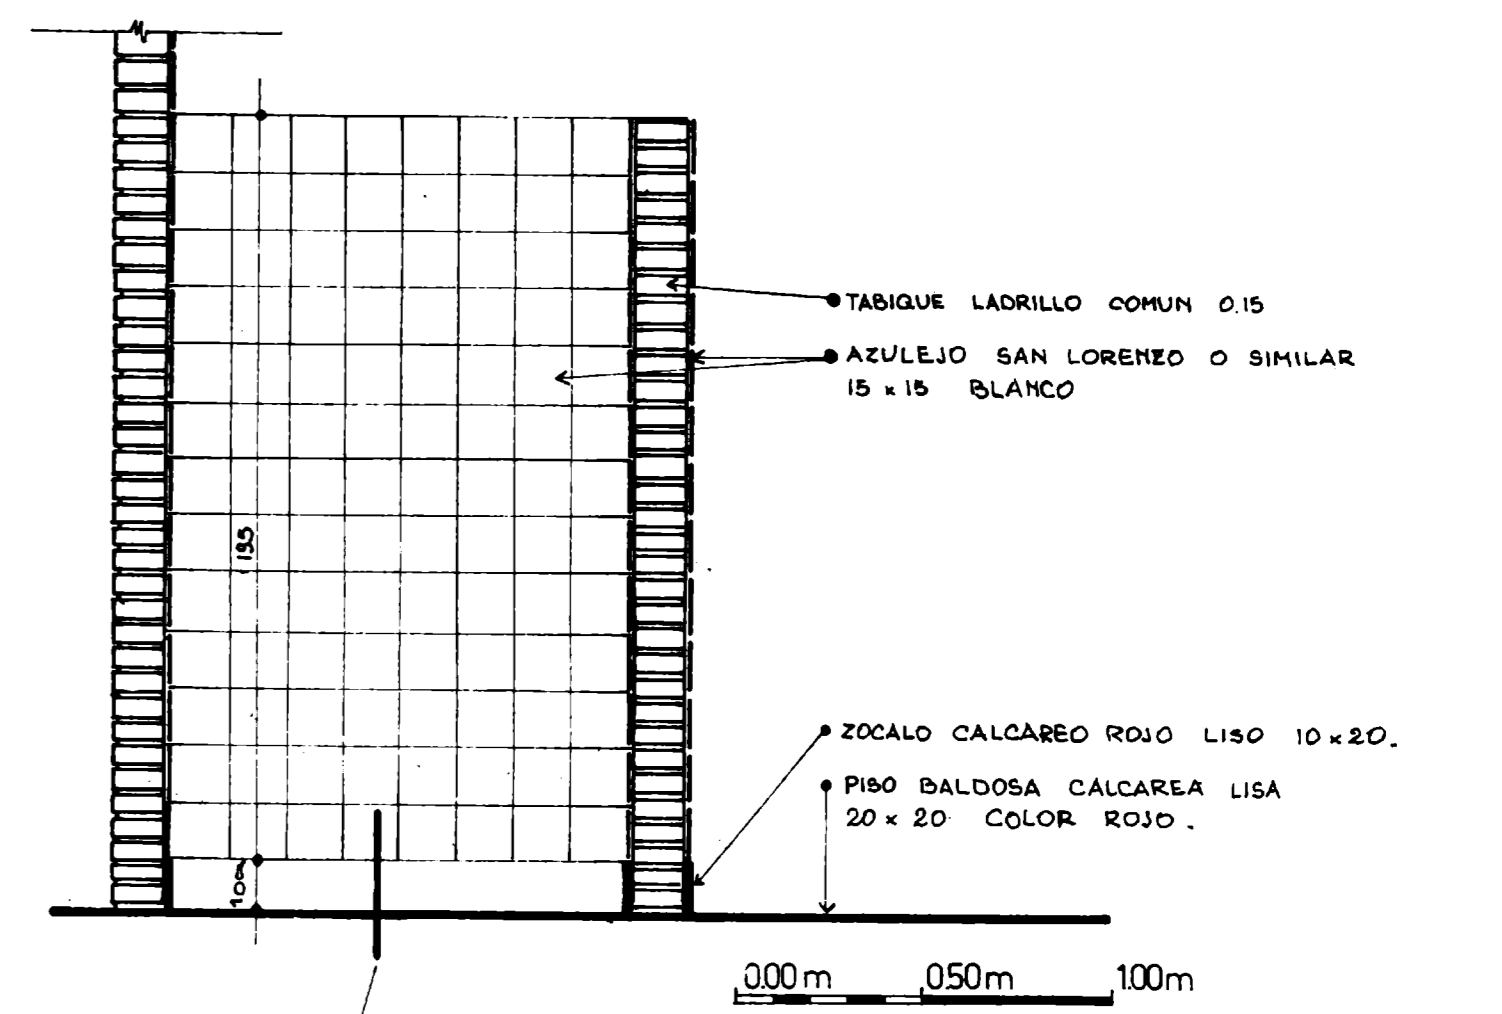 TABIQUE LADRILLO COMUN 0.15
AZULEJO SAN LORENZO O SIMILAR
15 x 15 BLANCO
195
ZOCALO CALCAREO ROJO LISO 10 x 20.
PISO BALDOSA CALCAREA LISA
20 x 20 COLOR ROJO.
0.00 m 0.50 m 1.00 m